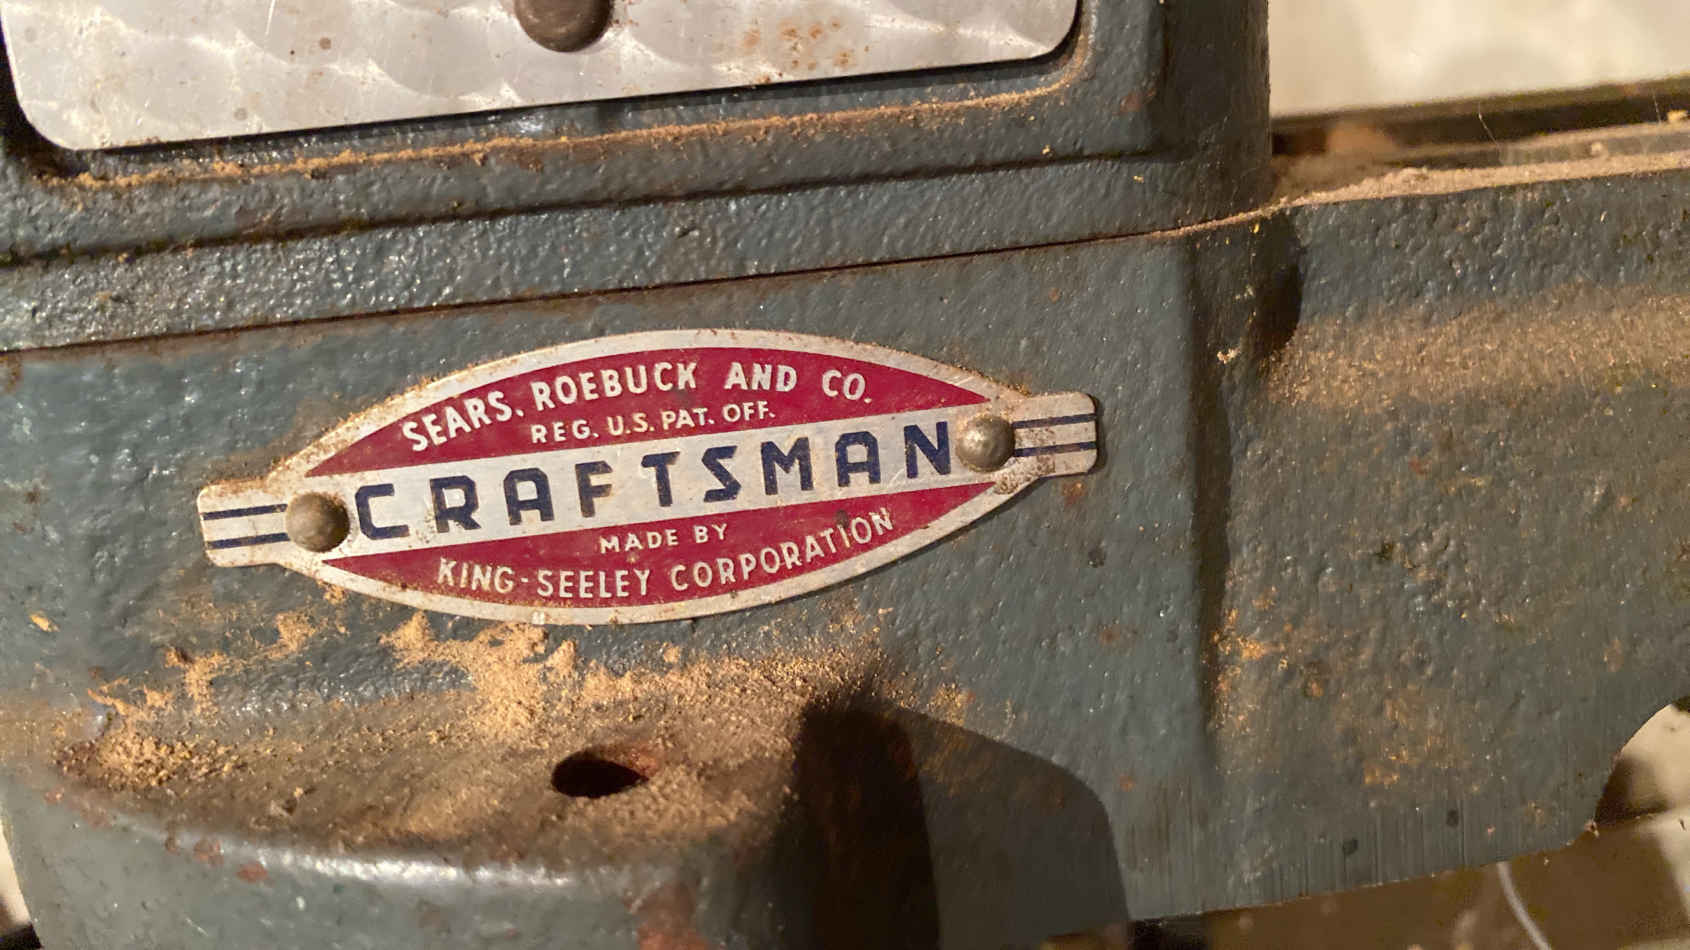 SEARS, ROEBUCK AND CO.
REG. U.S. PAT. OFF.
CRAFTSMAN
MADE BY
KING-SEELEY CORPORATION